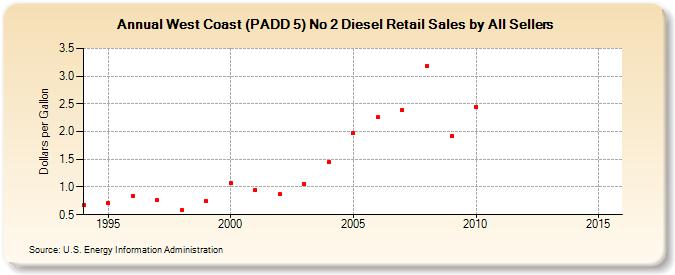 Annual West Coast (PADD 5) No 2 Diesel Retail Sales by All Sellers
Dollars per Gallon
3.5
3.0
2.5
2.0
1.5
1.0
0.5
1995 2000 2005 2010 2015
Source: U.S. Energy Information Administration